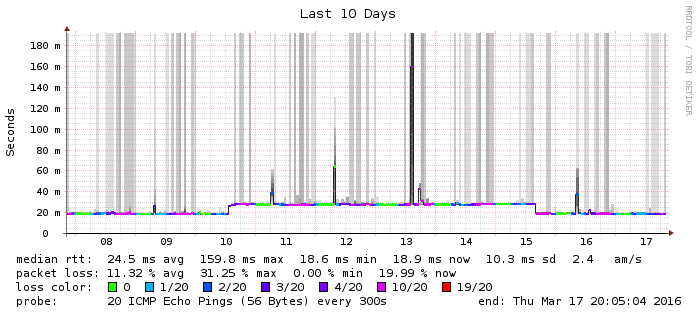 Last 10 Days
RRDTOOL / TOBI OETIKER
Seconds
180 m
160 m
140 m
120 m
100 m
80 m
60 m
40 m
20 m
0
08 09 10 11 12 13 14 15 16 17
median rtt: 24.5 ms avg 159.8 ms max 18.6 ms min 18.9 ms now 10.3 ms sd 2.4 am/s
packet loss: 11.32 % avg 31.25 % max 0.00 % min 19.99 % now
loss color: 0 1/20 2/20 3/20 4/20 10/20 19/20
probe: 20 ICMP Echo Pings (56 Bytes) every 300s end: Thu Mar 17 20:05:04 2016